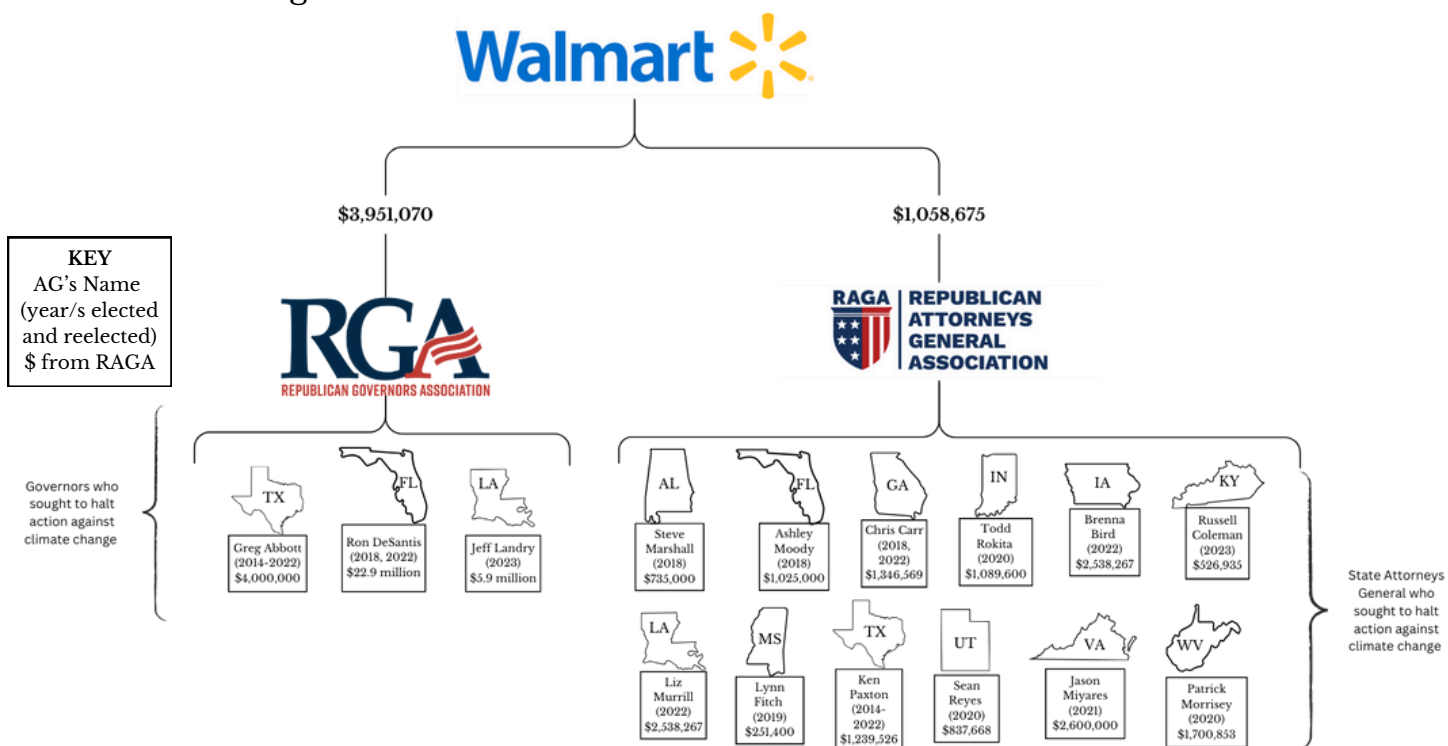 Walmart
$3,951,070
$1,058,675
KEY
AG's Name
(year/s elected
and reelected)
$ from RAGA
RGA
REPUBLICAN GOVERNORS ASSOCIATION
RAGA
REPUBLICAN
ATTORNEYS
GENERAL
ASSOCIATION
Governors who
sought to halt
action against
climate change
TX
Greg Abbott
(2014-2022)
$4,000,000
FL
Ron DeSantis
(2018, 2022)
$22.9 million
LA
Jeff Landry
(2023)
$5.9 million
AL
Steve
Marshall
(2018)
$735,000
FL
Ashley
Moody
(2018)
$1,025,000
GA
Chris Carr
(2018,
2022)
$1,346,569
IN
Todd
Rokita
(2020)
$1,089,600
IA
Brenna
Bird
(2022)
$2,538,267
KY
Russell
Coleman
(2023)
$526,935
LA
Liz
Murrill
(2022)
$2,538,267
MS
Lynn
Fitch
(2019)
$251,400
TX
Ken
Paxton
(2014-
2022)
$1,239,526
UT
Sean
Reyes
(2020)
$837,668
VA
Jason
Miyares
(2021)
$2,600,000
WV
Patrick
Morrisey
(2020)
$1,700,853
State Attorneys
General who
sought to halt
action against
climate change